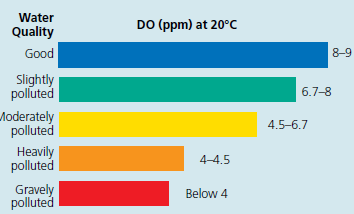 Water
Quality
DO (ppm) at 20°C
Good
8–9
Slightly
polluted
6.7–8
Moderately
polluted
4.5–6.7
Heavily
polluted
4–4.5
Gravely
polluted
Below 4